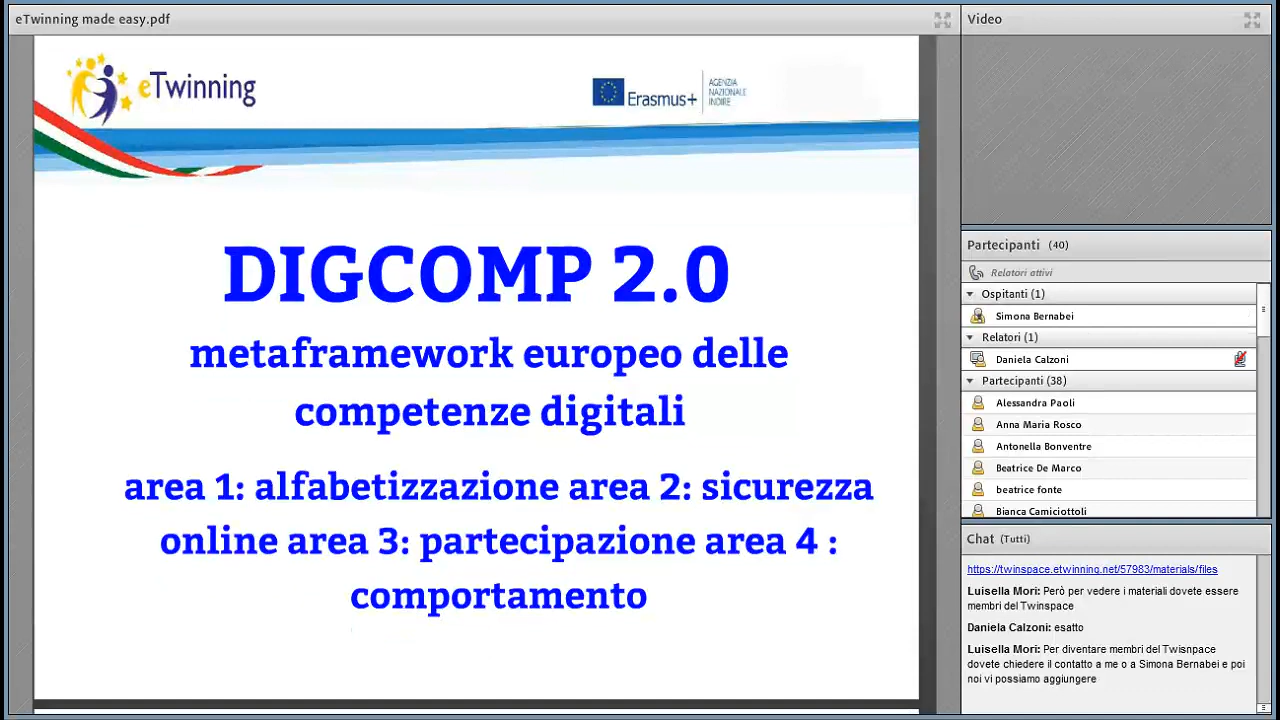 eTwinning made easy.pdf
eTwinning
Erasmus+
AGENZIA
NAZIONALE
INDIRE
DIGCOMP 2.0
metaframework europeo delle
competenze digitali
area 1: alfabetizzazione area 2: sicurezza
online area 3: partecipazione area 4 :
comportamento
Video
Partecipanti (40)
Relatori attivi
Ospitanti (1)
Simona Bernabei
Relatori (1)
Daniela Calzoni
Partecipanti (38)
Alessandra Paoli
Anna Maria Rosco
Antonella Bonventre
Beatrice De Marco
beatrice fonte
Bianca Camiciottoli
Chat (Tutti)
https://twinspace.etwinning.net/57983/materials/files
Luisella Mori: Però per vedere i materiali dovete essere
membri del Twinspace
Daniela Calzoni: esatto
Luisella Mori: Per diventare membri del Twisnpace
dovete chiedere il contatto a me o a Simona Bernabei e poi
noi vi possiamo aggiungere